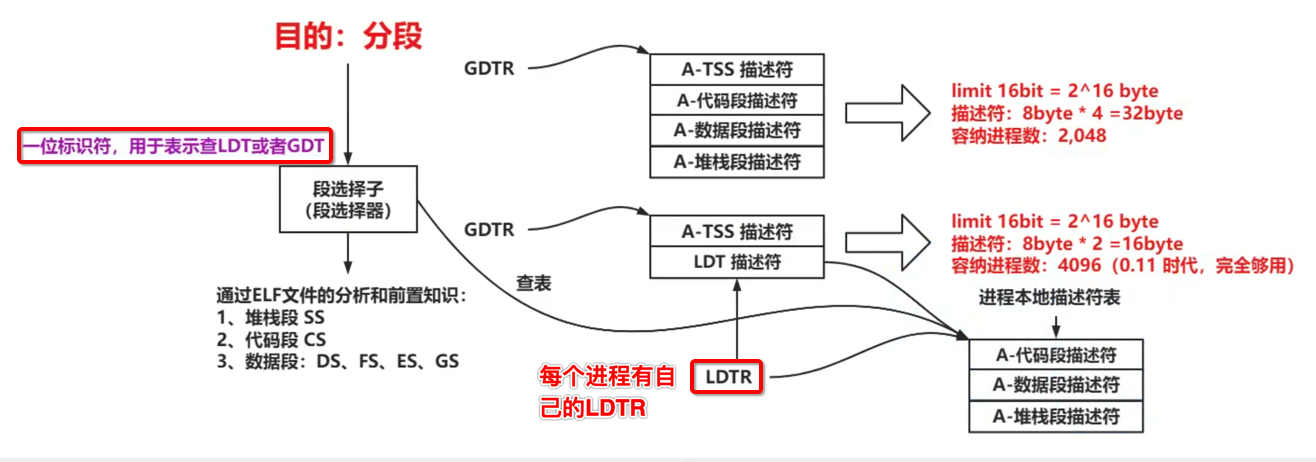 目的：分段
一位标识符，用于表示查LDT或者GDT
段选择子
（段选择器）
通过ELF文件的分析和前置知识：
1、堆栈段 SS
2、代码段 CS
3、数据段：DS、FS、ES、GS
查表
GDTR
A-TSS 描述符
A-代码段描述符
A-数据段描述符
A-堆栈段描述符
limit 16bit = 2^16 byte
描述符：8byte * 4 =32byte
容纳进程数：2,048
GDTR
A-TSS 描述符
LDT 描述符
limit 16bit = 2^16 byte
描述符：8byte * 2 =16byte
容纳进程数：4096（0.11 时代，完全够用）
进程本地描述符表
每个进程有自
己的LDTR
LDTR
A-代码段描述符
A-数据段描述符
A-堆栈段描述符